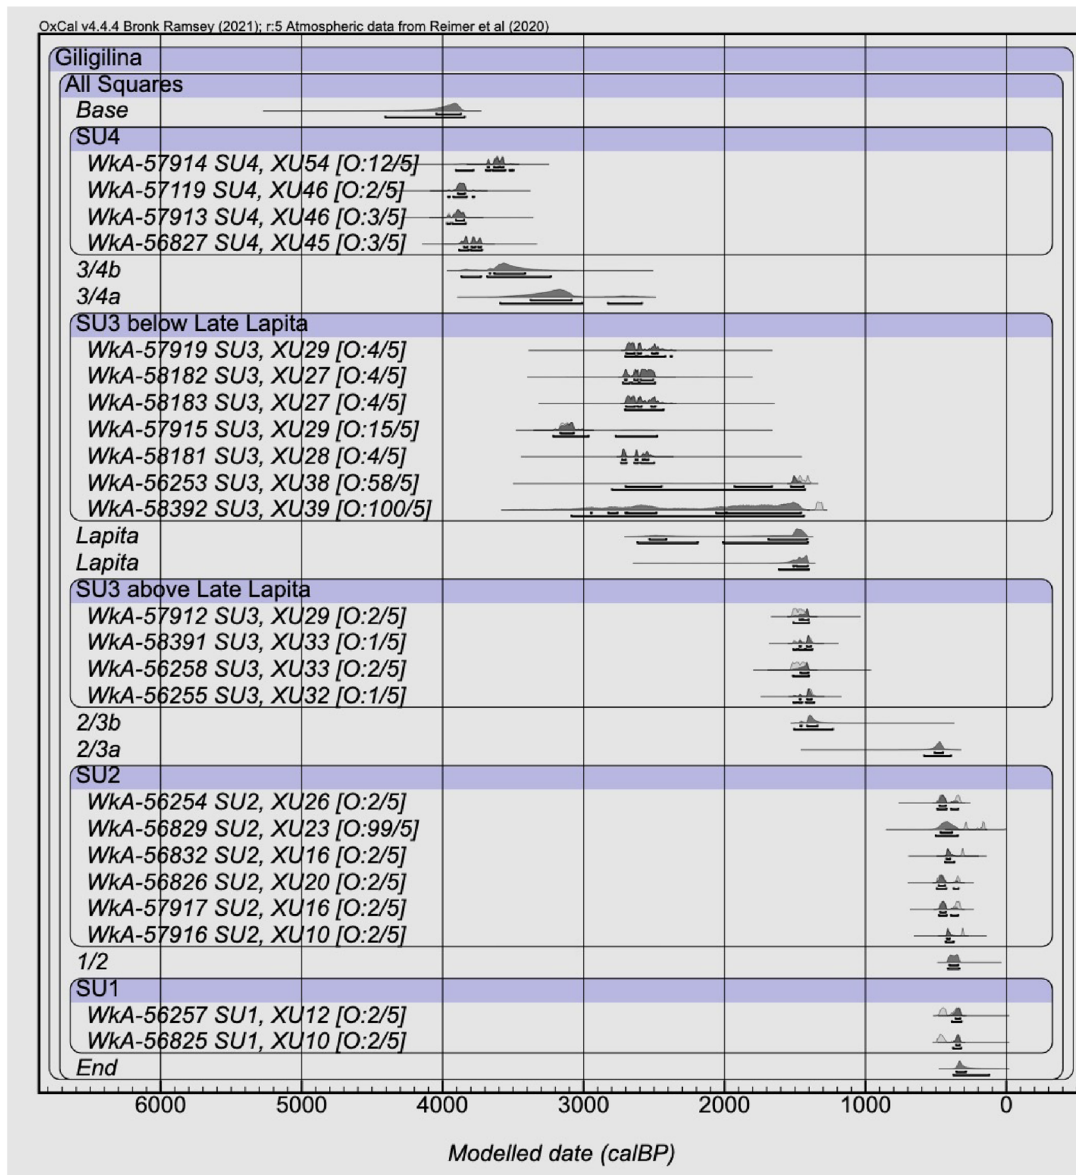 OxCal v4.4.4 Bronk Ramsey (2021); r:5 Atmospheric data from Reimer et al (2020)
Giligilina
All Squares
Base
SU4
WkA-57914 SU4, XU54 [O:12/5]
WkA-57119 SU4, XU46 [O:2/5]
WkA-57913 SU4, XU46 [O:3/5]
WkA-56827 SU4, XU45 [O:3/5]
3/4b
3/4a
SU3 below Late Lapita
WkA-57919 SU3, XU29 [O:4/5]
WkA-58182 SU3, XU27 [O:4/5]
WkA-58183 SU3, XU27 [O:4/5]
WkA-57915 SU3, XU29 [O:15/5]
WkA-58181 SU3, XU28 [O:4/5]
WkA-56253 SU3, XU38 [O:58/5]
WkA-58392 SU3, XU39 [O:100/5]
Lapita
Lapita
SU3 above Late Lapita
WkA-57912 SU3, XU29 [O:2/5]
WkA-58391 SU3, XU33 [O:1/5]
WkA-56258 SU3, XU33 [O:2/5]
WkA-56255 SU3, XU32 [O:1/5]
2/3b
2/3a
SU2
WkA-56254 SU2, XU26 [O:2/5]
WkA-56829 SU2, XU23 [O:99/5]
WkA-56832 SU2, XU16 [O:2/5]
WkA-56826 SU2, XU20 [O:2/5]
WkA-57917 SU2, XU16 [O:2/5]
WkA-57916 SU2, XU10 [O:2/5]
1/2
SU1
WkA-56257 SU1, XU12 [O:2/5]
WkA-56825 SU1, XU10 [O:2/5]
End
6000 5000 4000 3000 2000 1000 0
Modelled date (calBP)